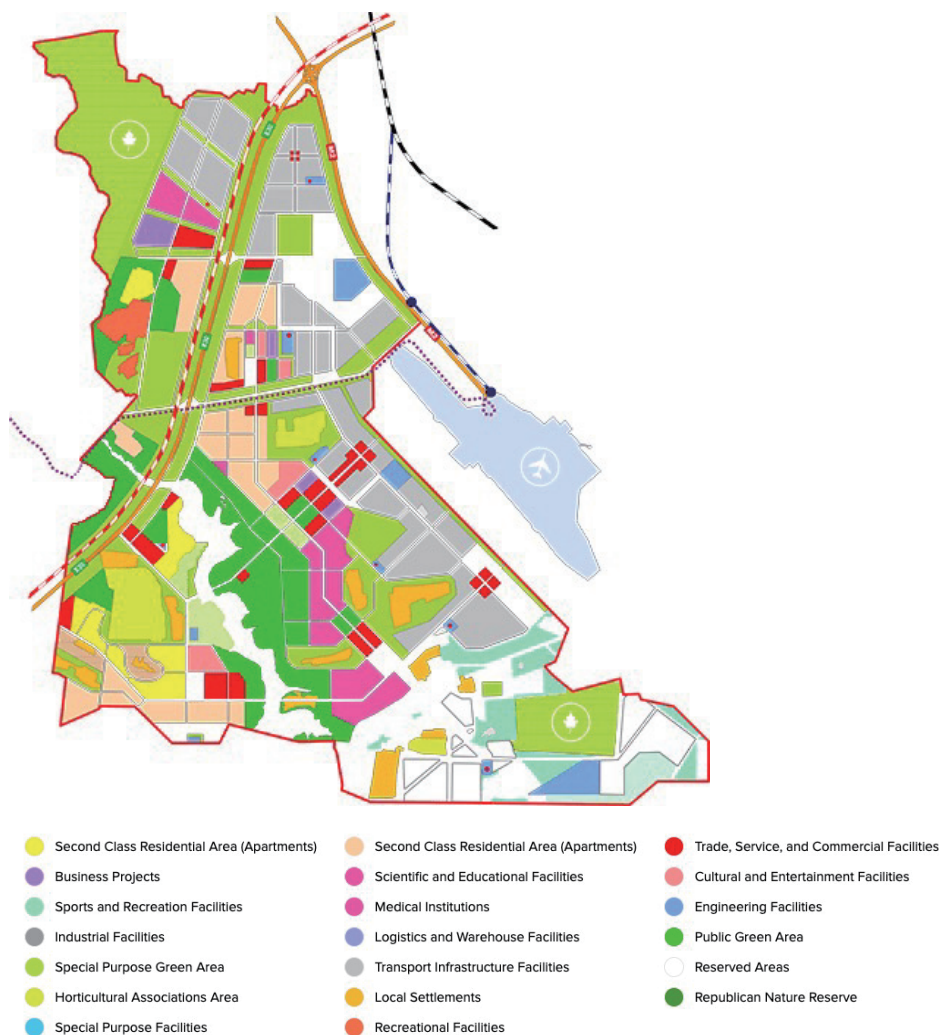 M2
M2
Second Class Residential Area (Apartments)
Second Class Residential Area (Apartments)
Trade, Service, and Commercial Facilities
Business Projects
Scientific and Educational Facilities
Cultural and Entertainment Facilities
Sports and Recreation Facilities
Medical Institutions
Engineering Facilities
Industrial Facilities
Logistics and Warehouse Facilities
Public Green Area
Special Purpose Green Area
Transport Infrastructure Facilities
Reserved Areas
Horticultural Associations Area
Local Settlements
Republican Nature Reserve
Special Purpose Facilities
Recreational Facilities